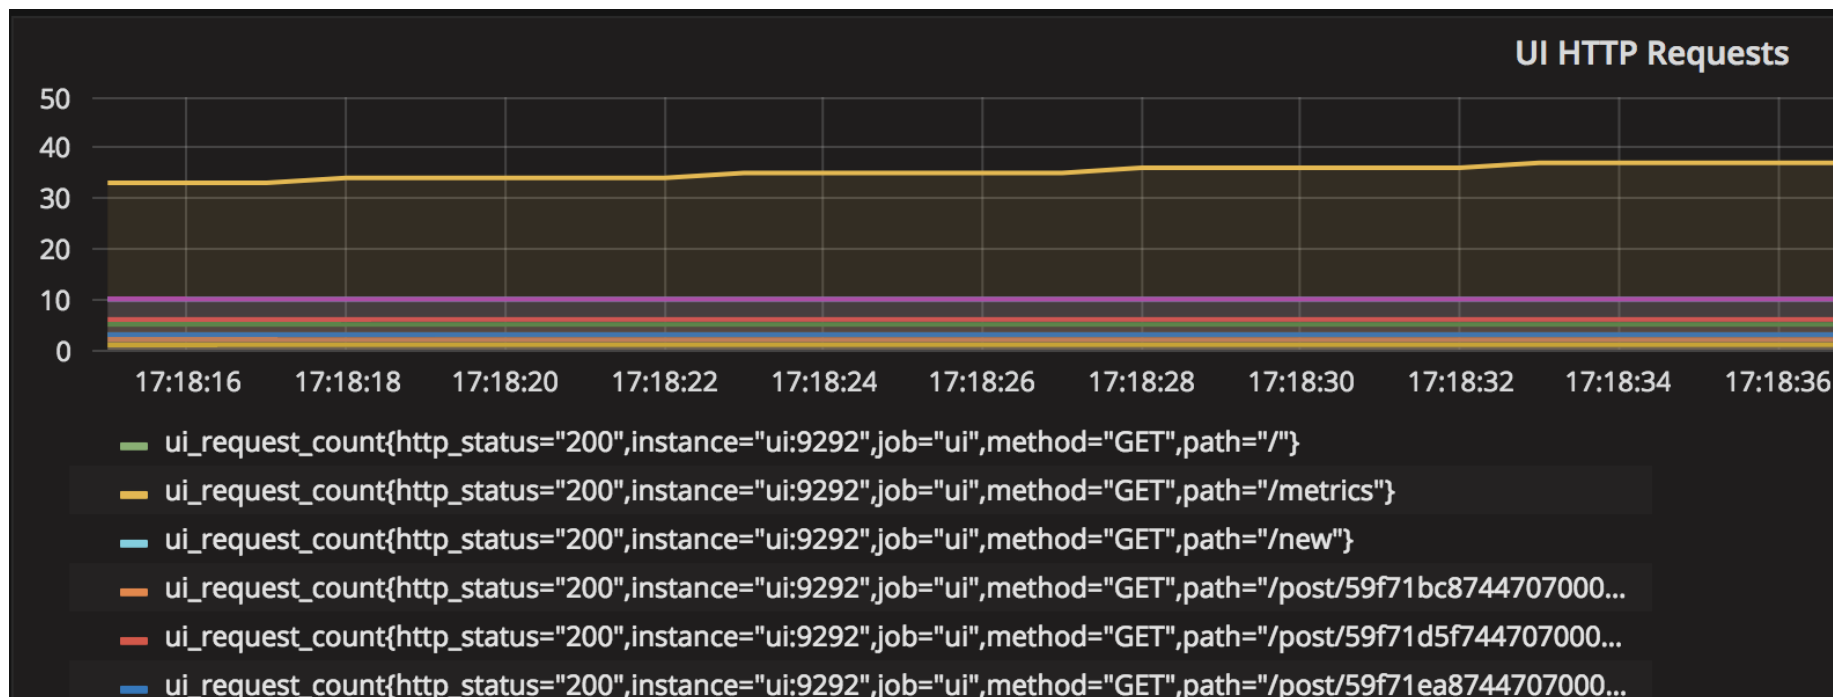 UI HTTP Requests
50
40
30
20
10
0
17:18:16 17:18:18 17:18:20 17:18:22 17:18:24 17:18:26 17:18:28 17:18:30 17:18:32 17:18:34 17:18:36
ui_request_count{http_status="200",instance="ui:9292",job="ui",method="GET",path="/"}
ui_request_count{http_status="200",instance="ui:9292",job="ui",method="GET",path="/metrics"}
ui_request_count{http_status="200",instance="ui:9292",job="ui",method="GET",path="/new"}
ui_request_count{http_status="200",instance="ui:9292",job="ui",method="GET",path="/post/59f71bc8744707000...
ui_request_count{http_status="200",instance="ui:9292",job="ui",method="GET",path="/post/59f71d5f744707000...
ui_request_count{http_status="200",instance="ui:9292",job="ui",method="GET",path="/post/59f71ea8744707000...